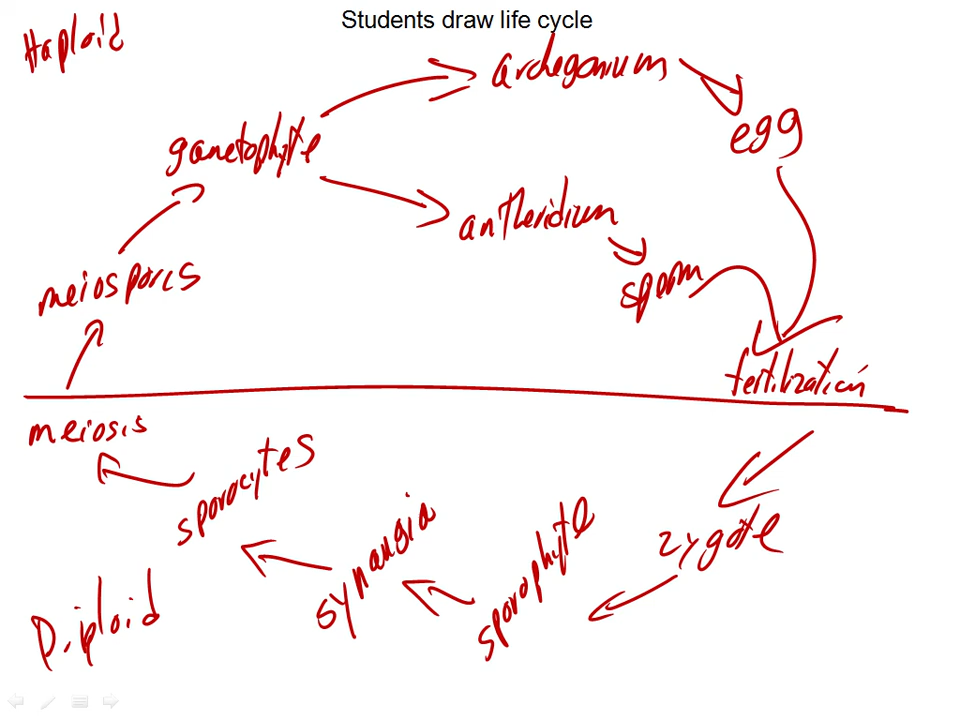 Students draw life cycle
Haploid
archegonium
egg
gametophyte
antheridium
sperm
meiospores
fertilization
meiosis
sporocytes
synangia
sporophyte
zygote
Diploid